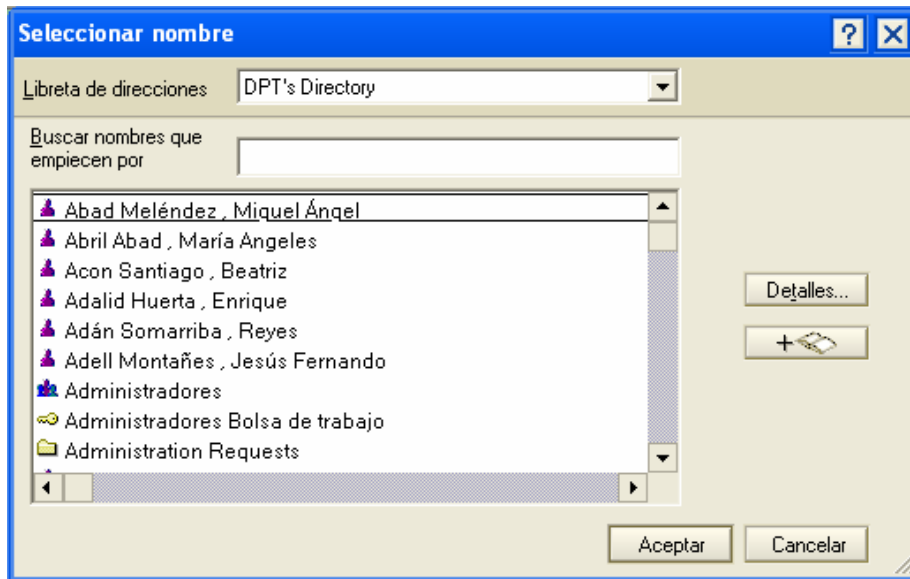 Seleccionar nombre
Libreta de direcciones DPT's Directory
Buscar nombres que
empiecen por
Abad Meléndez , Miguel Ángel
Abril Abad , María Angeles
Acon Santiago , Beatriz
Adalid Huerta , Enrique
Adán Somarriba , Reyes
Adell Montañes , Jesús Fernando
Administradores
Administradores Bolsa de trabajo
Administration Requests
Detalles...
+
Aceptar Cancelar